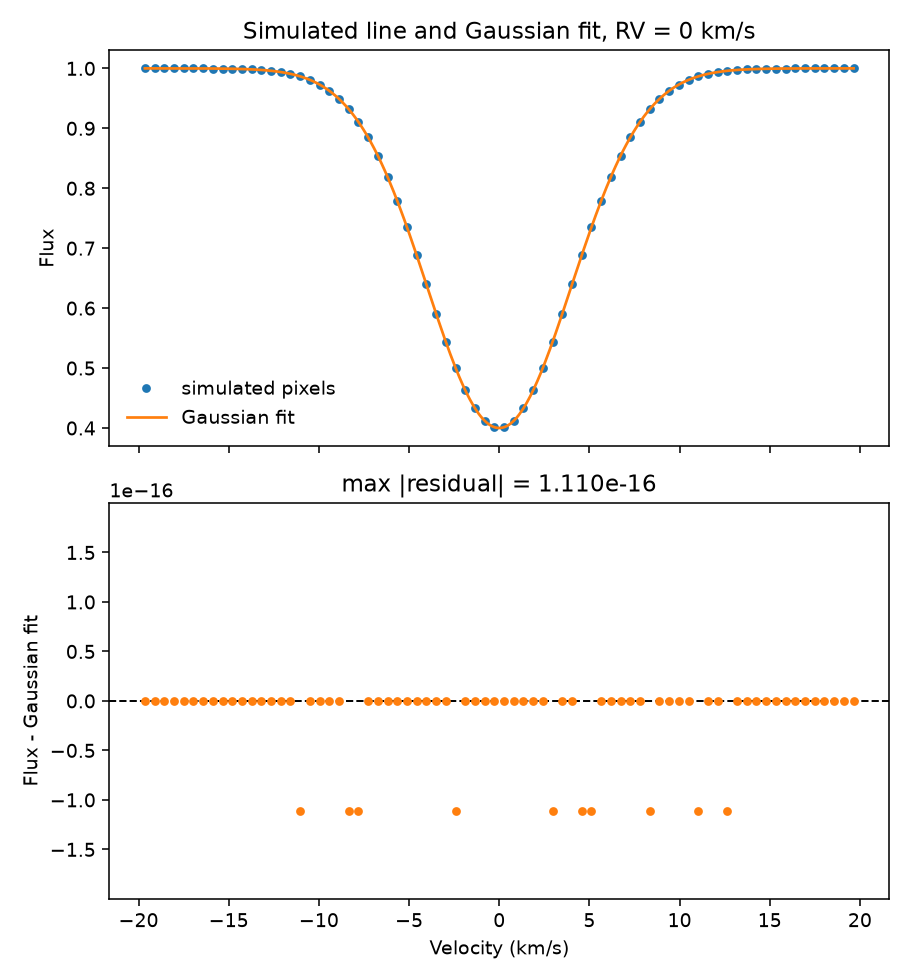 Simulated line and Gaussian fit, RV = 0 km/s
1.0
0.9
0.8
0.7
0.6
0.5
0.4
Flux
simulated pixels
Gaussian fit
1e−16
max |residual| = 1.110e-16
1.5
1.0
0.5
0.0
−0.5
−1.0
−1.5
Flux - Gaussian fit
−20 −15 −10 −5 0 5 10 15 20
Velocity (km/s)